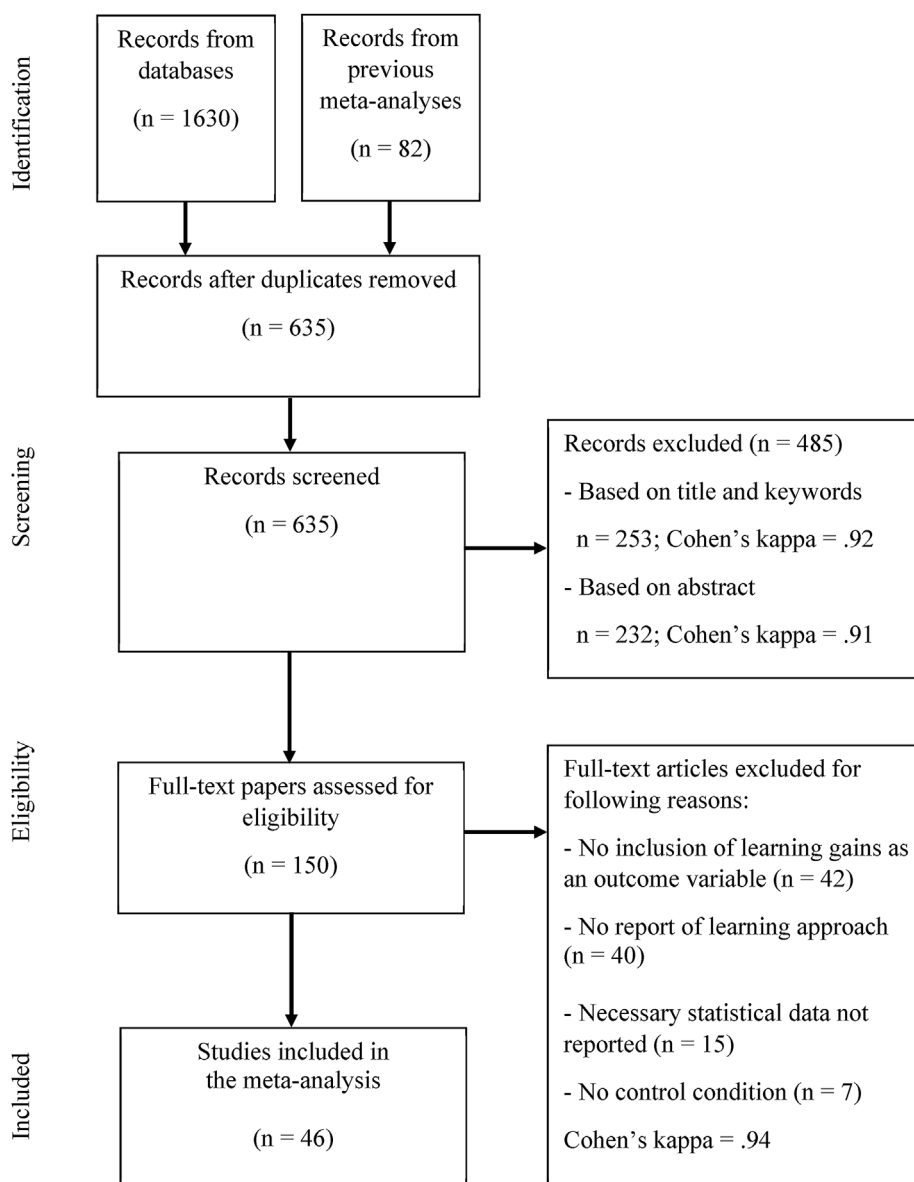 Identification
Records from
databases
(n = 1630)
Records from
previous
meta-analyses
(n = 82)
Records after duplicates removed
(n = 635)
Screening
Records screened
(n = 635)
Records excluded (n = 485)
- Based on title and keywords
n = 253; Cohen’s kappa = .92
- Based on abstract
n = 232; Cohen’s kappa = .91
Eligibility
Full-text papers assessed for
eligibility
(n = 150)
Full-text articles excluded for
following reasons:
- No inclusion of learning gains as
an outcome variable (n = 42)
- No report of learning approach
(n = 40)
- Necessary statistical data not
reported (n = 15)
- No control condition (n = 7)
Cohen’s kappa = .94
Included
Studies included in
the meta-analysis
(n = 46)